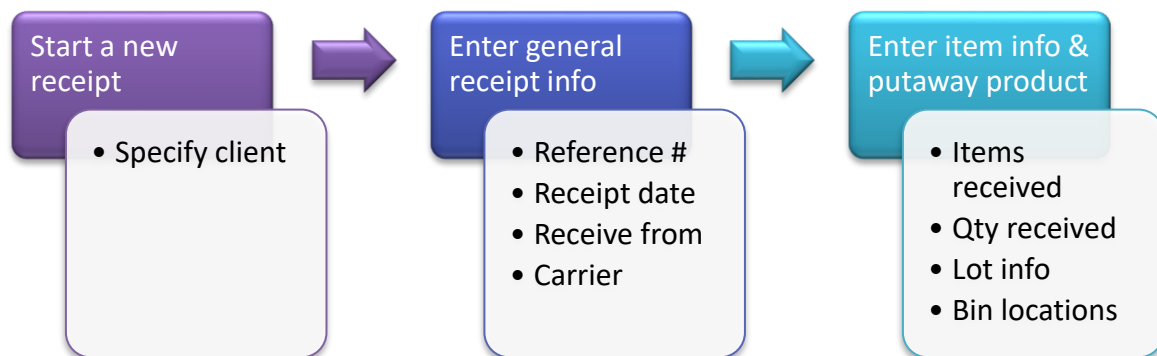 Start a new
receipt
• Specify client
Enter general
receipt info
• Reference #
• Receipt date
• Receive from
• Carrier
Enter item info &
putaway product
• Items
received
• Qty received
• Lot info
• Bin locations